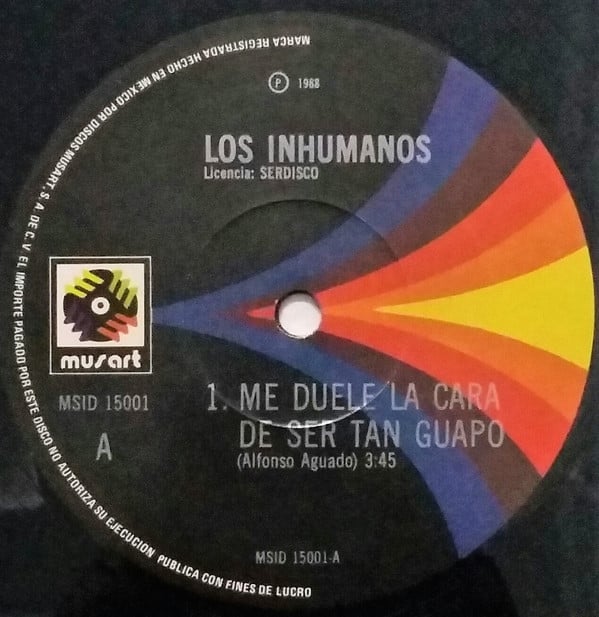 MARCA REGISTRADA HECHO EN MEXICO POR DISCOS MUSART, S.A. DE C.V. EL IMPORTE PAGADO POR ESTE DISCO NO AUTORIZA SU EJECUCION PUBLICA CON FINES DE LUCRO
Ⓟ 1988
LOS INHUMANOS
Licencia: SERDISCO
musart
MSID 15001
A
1. ME DUELE LA CARA
DE SER TAN GUAPO
(Alfonso Aguado) 3:45
MSID 15001-A